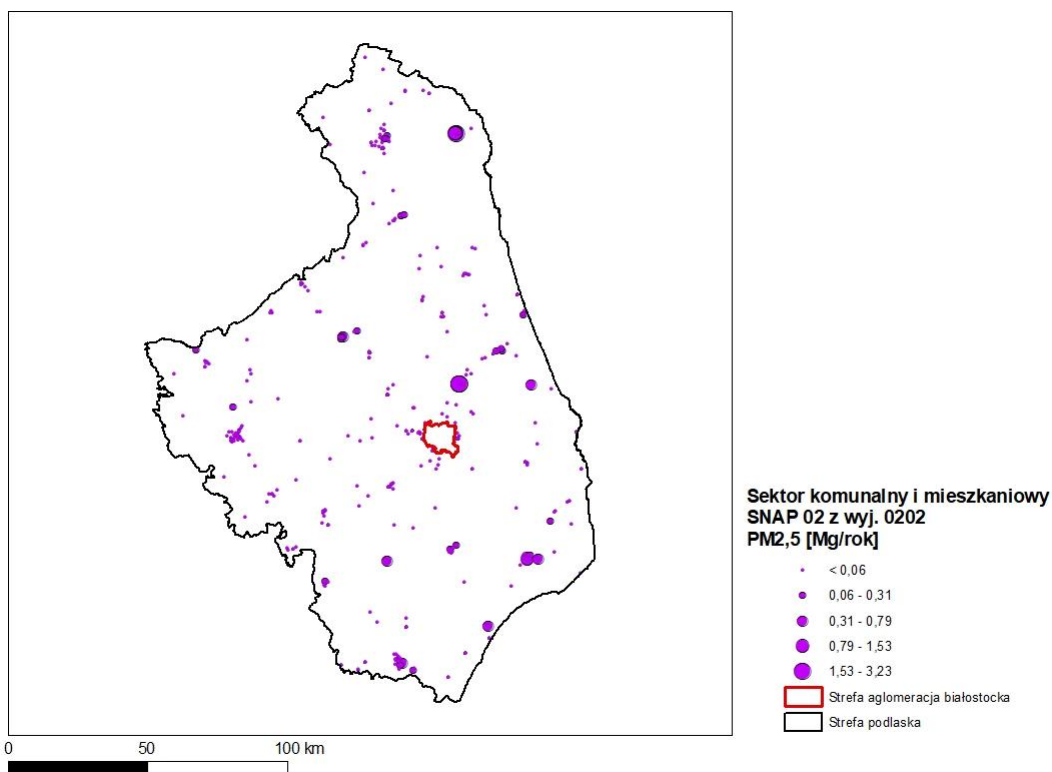 Sektor komunalny i mieszkaniowy
SNAP 02 z wyj. 0202
PM2,5 [Mg/rok]
< 0,06
0,06 - 0,31
0,31 - 0,79
0,79 - 1,53
1,53 - 3,23
Strefa aglomeracja białostocka
Strefa podlaska
0 50 100 km